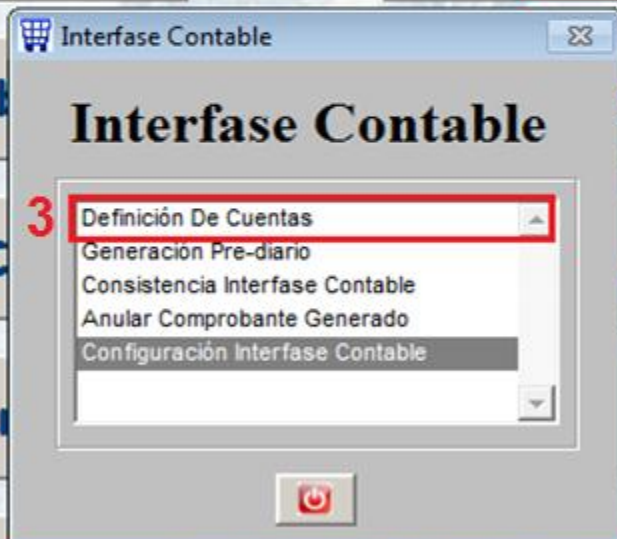 Interfase Contable
Interfase Contable
3
Definición De Cuentas
Generación Pre-diario
Consistencia Interfase Contable
Anular Comprobante Generado
Configuración Interfase Contable